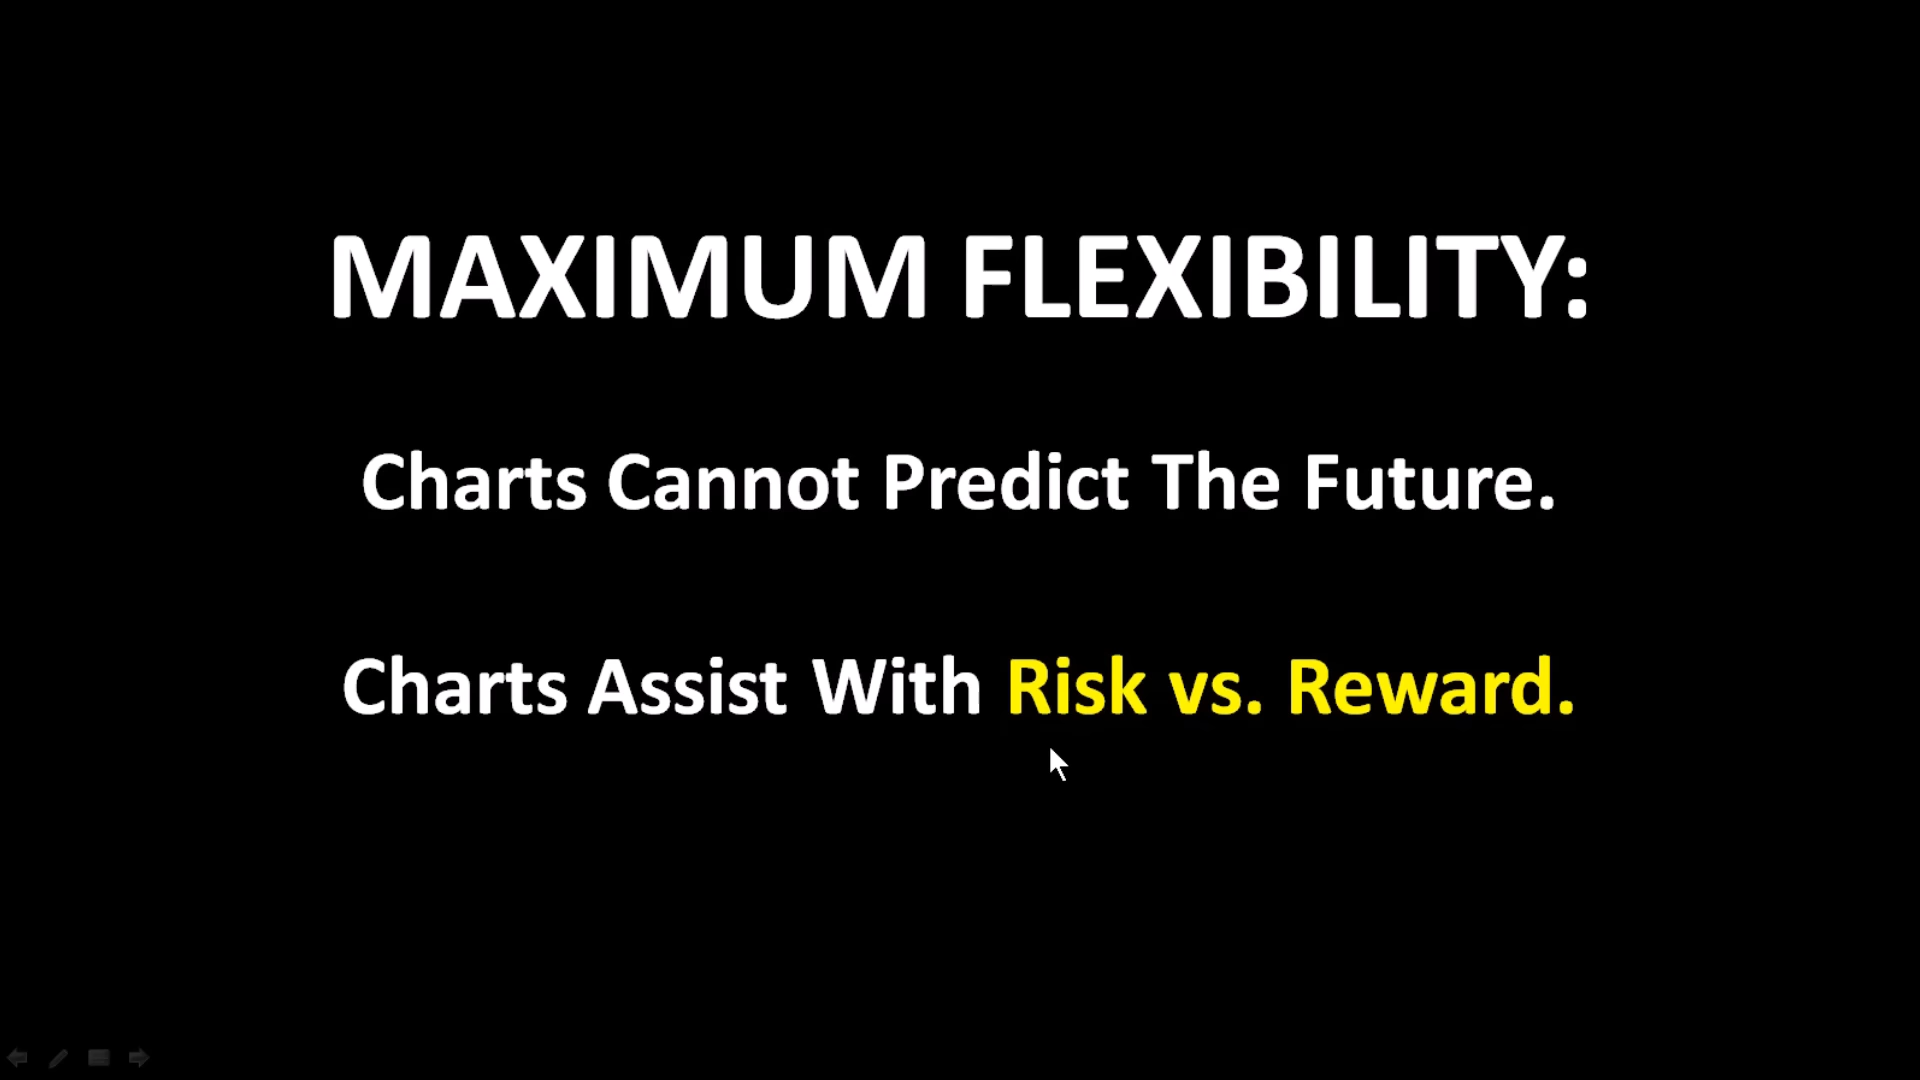 MAXIMUM FLEXIBILITY:
Charts Cannot Predict The Future.
Charts Assist With Risk vs. Reward.